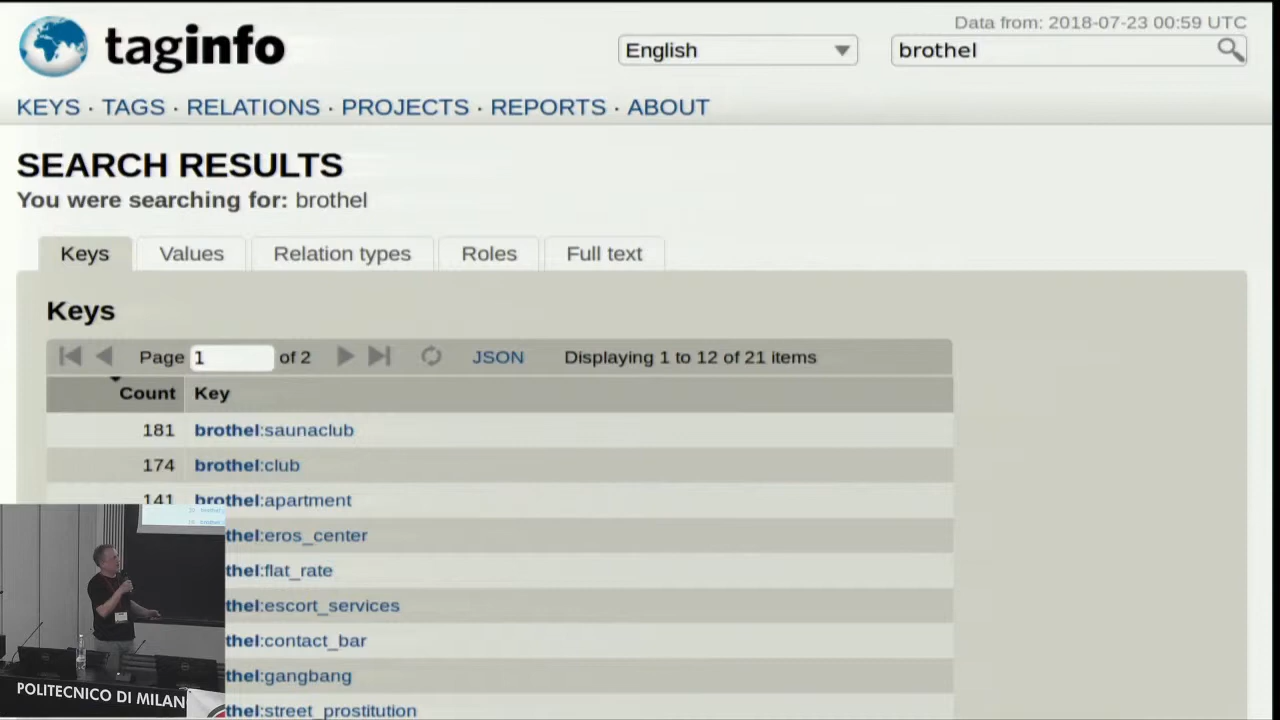 Data from: 2018-07-23 00:59 UTC
taginfo
English
brothel
KEYS · TAGS · RELATIONS · PROJECTS · REPORTS · ABOUT
SEARCH RESULTS
You were searching for: brothel
Keys
Values
Relation types
Roles
Full text
Keys
Page 1 of 2 JSON Displaying 1 to 12 of 21 items
Count Key
181 brothel:saunaclub
174 brothel:club
141 brothel:apartment
thel:eros_center
thel:flat_rate
thel:escort_services
thel:contact_bar
thel:gangbang
thel:street_prostitution
POLITECNICO DI MILAN